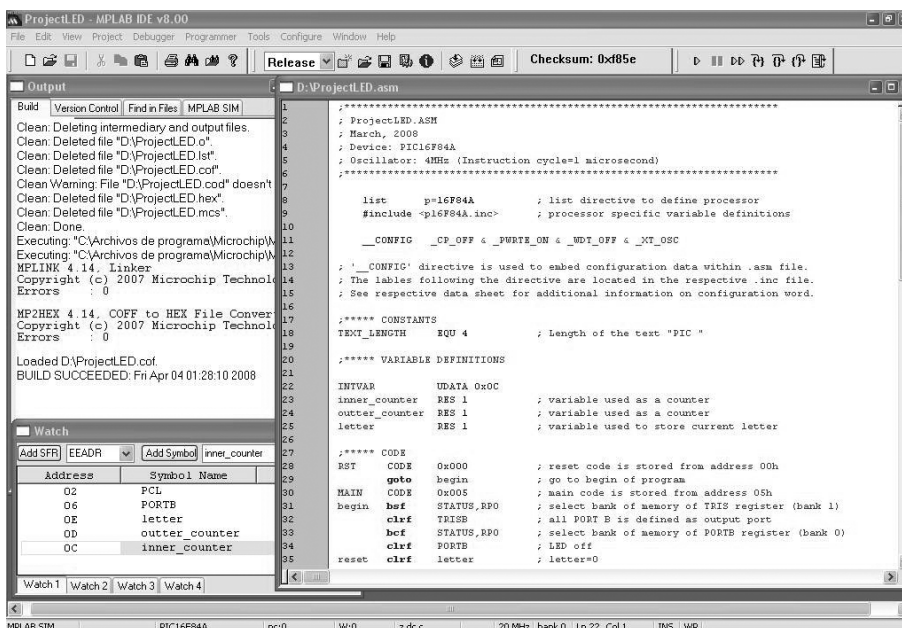 ProjectLED - MPLAB IDE v8.00
File Edit View Project Debugger Programmer Tools Configure Window Help
Release Checksum: 0xf85e
Output
Build Version Control Find in Files MPLAB SIM
Clean: Deleting intermediary and output files.
Clean: Deleted file "D:\ProjectLED.o".
Clean: Deleted file "D:\ProjectLED.lst".
Clean: Deleted file "D:\ProjectLED.cof".
Clean Warning: File "D:\ProjectLED.cod" doesn't
Clean: Deleted file "D:\ProjectLED.hex".
Clean: Deleted file "D:\ProjectLED.mcs".
Clean: Done.
Executing: "C:\Archivos de programa\Microchip\
Executing: "C:\Archivos de programa\Microchip\
MPLINK 4.14, Linker
Copyright (c) 2007 Microchip Technol
Errors : 0
MP2HEX 4.14, COFF to HEX File Conver
Copyright (c) 2007 Microchip Technol
Errors : 0
Loaded D:\ProjectLED.cof.
BUILD SUCCEEDED: Fri Apr 04 01:28:10 2008
Watch
Add SFR EEADR Add Symbol inner_counter
Address Symbol Name
02 PCL
06 PORTB
0E letter
0D outter_counter
0C inner_counter
Watch 1 Watch 2 Watch 3 Watch 4
D:\ProjectLED.asm
1 ;******************************************************************
2 ; ProjectLED.ASM
3 ; March, 2008
4 ; Device: PIC16F84A
5 ; Oscillator: 4MHz (Instruction cycle=1 microsecond)
6 ;******************************************************************
7
8 list p=16F84A ; list directive to define processor
9 #include <p16F84A.inc> ; processor specific variable definitions
10
11 __CONFIG _CP_OFF & _PWRTE_ON & _WDT_OFF & _XT_OSC
12
13 ; '__CONFIG' directive is used to embed configuration data within .asm file.
14 ; The lables following the directive are located in the respective .inc file.
15 ; See respective data sheet for additional information on configuration word.
16
17 ;***** CONSTANTS
18 TEXT_LENGTH EQU 4 ; Length of the text "PIC "
19
20 ;***** VARIABLE DEFINITIONS
21
22 INTVAR UDATA 0x0C
23 inner_counter RES 1 ; variable used as a counter
24 outter_counter RES 1 ; variable used as a counter
25 letter RES 1 ; variable used to store current letter
26
27 ;***** CODE
28 RST CODE 0x000 ; reset code is stored from address 00h
29 goto begin ; go to begin of program
30 MAIN CODE 0x005 ; main code is stored from address 05h
31 begin bsf STATUS,RP0 ; select bank of memory of TRIS register (bank 1)
32 clrf TRISB ; all PORT B is defined as output port
33 bcf STATUS,RP0 ; select bank of memory of PORTB register (bank 0)
34 clrf PORTB ; LED off
35 reset clrf letter ; letter=0
MPLAB SIM PIC16F84A pc:0 W:0 z dc c 20 MHz bank 0 Ln 22, Col 1 INS WR